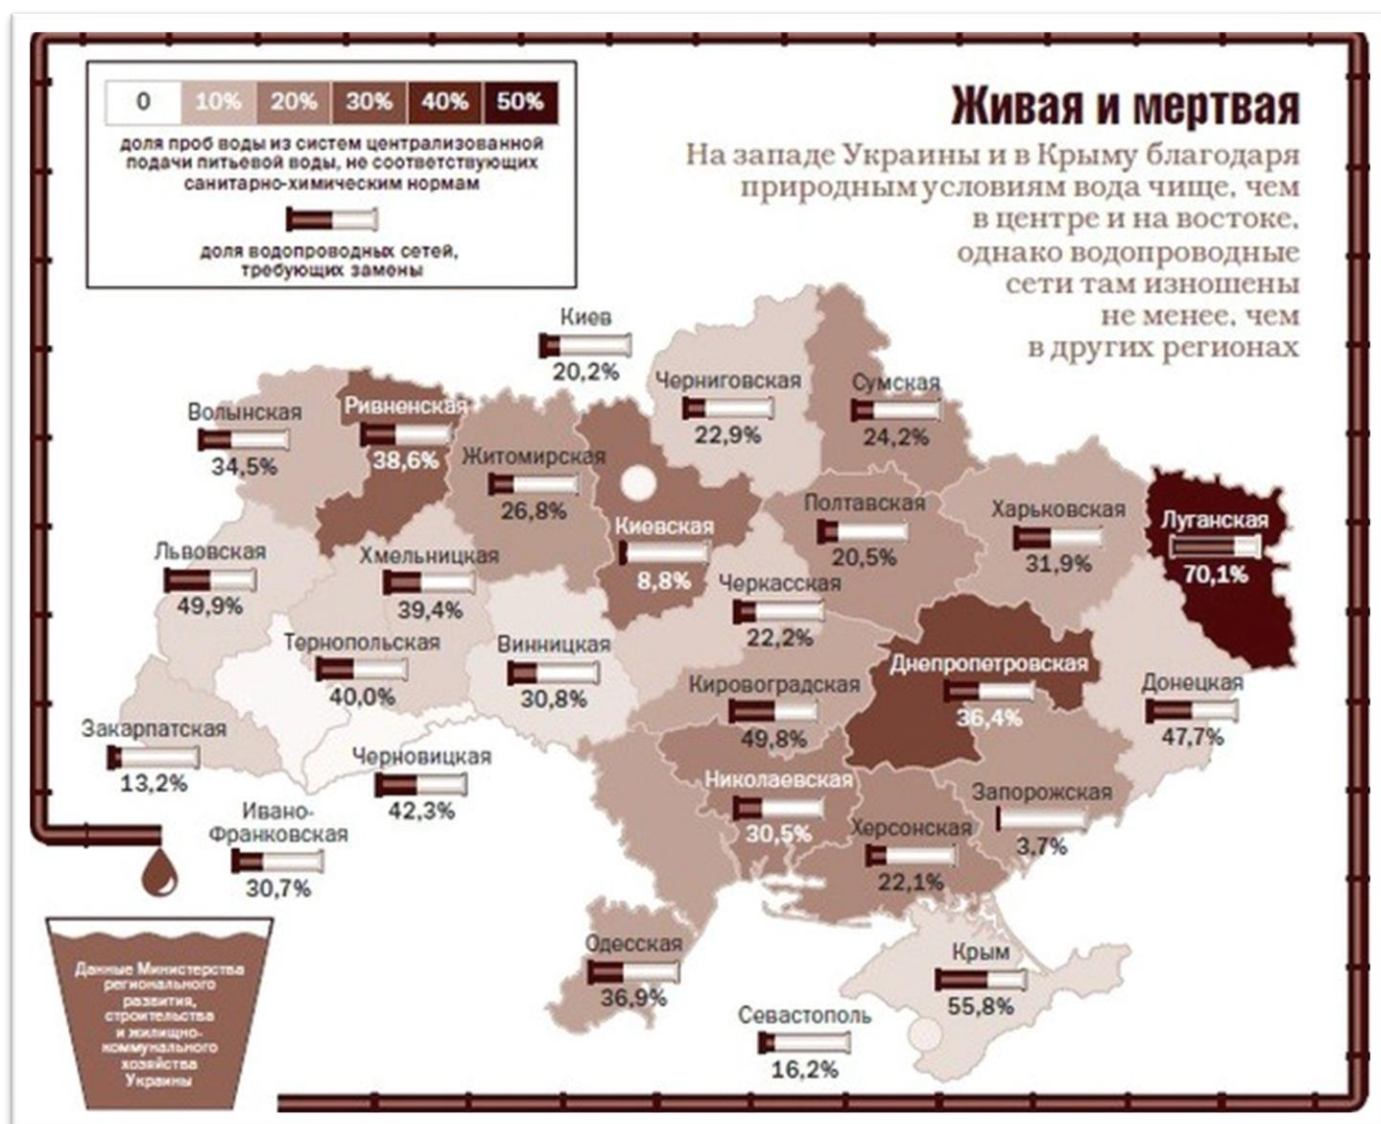 0 10% 20% 30% 40% 50%
доля проб воды из систем централизованной
подачи питьевой воды, не соответствующих
санитарно-химическим нормам
доля водопроводных сетей,
требующих замены
Живая и мертвая
На западе Украины и в Крыму благодаря
природным условиям вода чище, чем
в центре и на востоке,
однако водопроводные
сети там изношены
не менее, чем
в других регионах
Киев
20,2%
Черниговская
22,9%
Сумская
24,2%
Волынская
34,5%
Ривненская
38,6%
Житомирская
26,8%
Киевская
8,8%
Полтавская
20,5%
Харьковская
31,9%
Луганская
70,1%
Львовская
49,9%
Хмельницкая
39,4%
Черкасская
22,2%
Тернопольская
40,0%
Винницкая
30,8%
Кировоградская
49,8%
Днепропетровская
36,4%
Донецкая
47,7%
Закарпатская
13,2%
Черновицкая
42,3%
Николаевская
30,5%
Запорожская
3,7%
Ивано-
Франковская
30,7%
Херсонская
22,1%
Одесская
36,9%
Крым
55,8%
Севастополь
16,2%
Данные Министерства
регионального
развития,
строительства
и жилищно-
коммунального
хозяйства
Украины